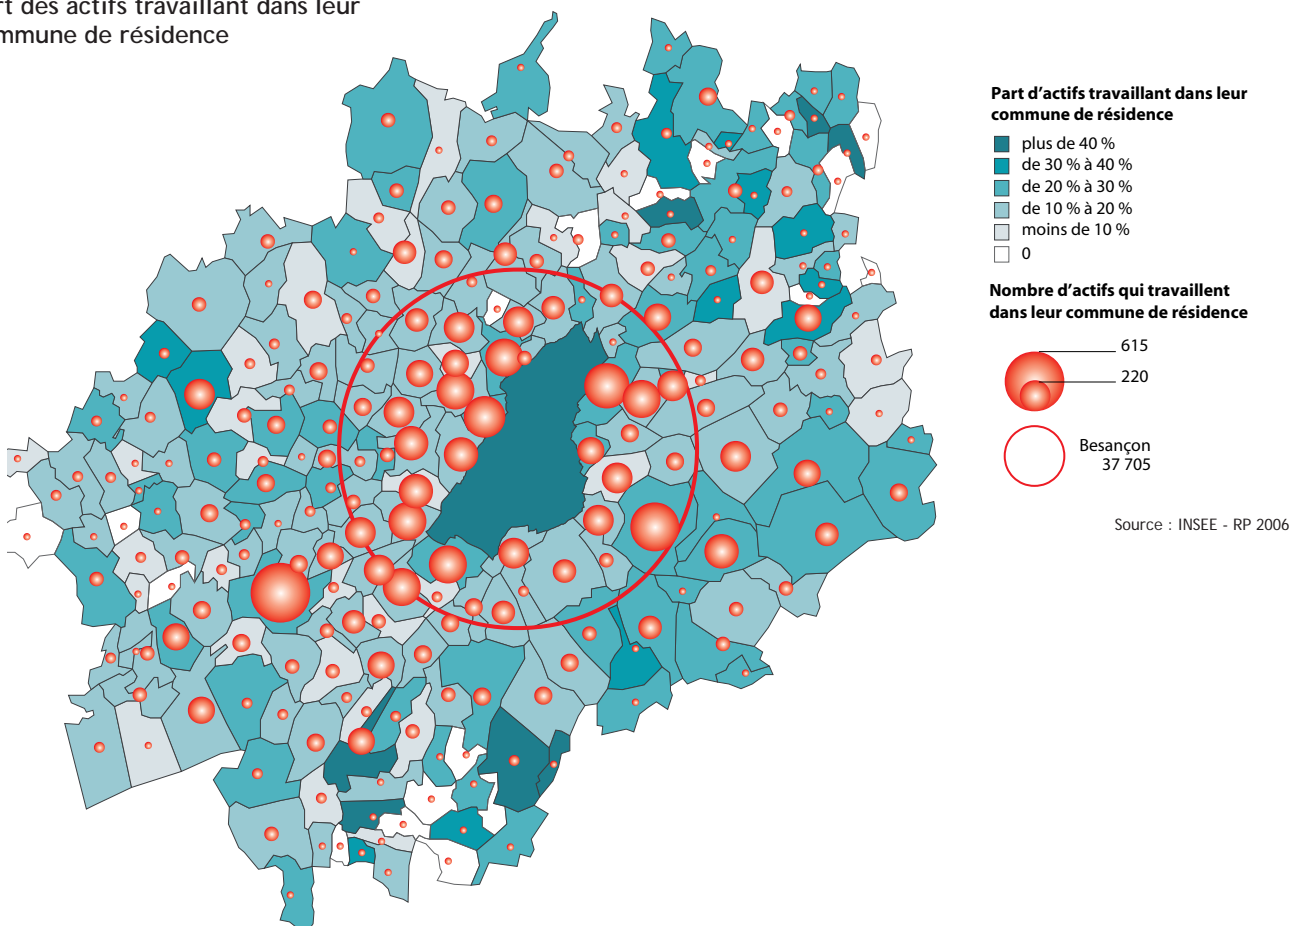 rt des actifs travaillant dans leur
mmune de résidence
Part d’actifs travaillant dans leur
commune de résidence
plus de 40 %
de 30 % à 40 %
de 20 % à 30 %
de 10 % à 20 %
moins de 10 %
0
Nombre d’actifs qui travaillent
dans leur commune de résidence
615
220
Besançon
37 705
Source : INSEE - RP 2006